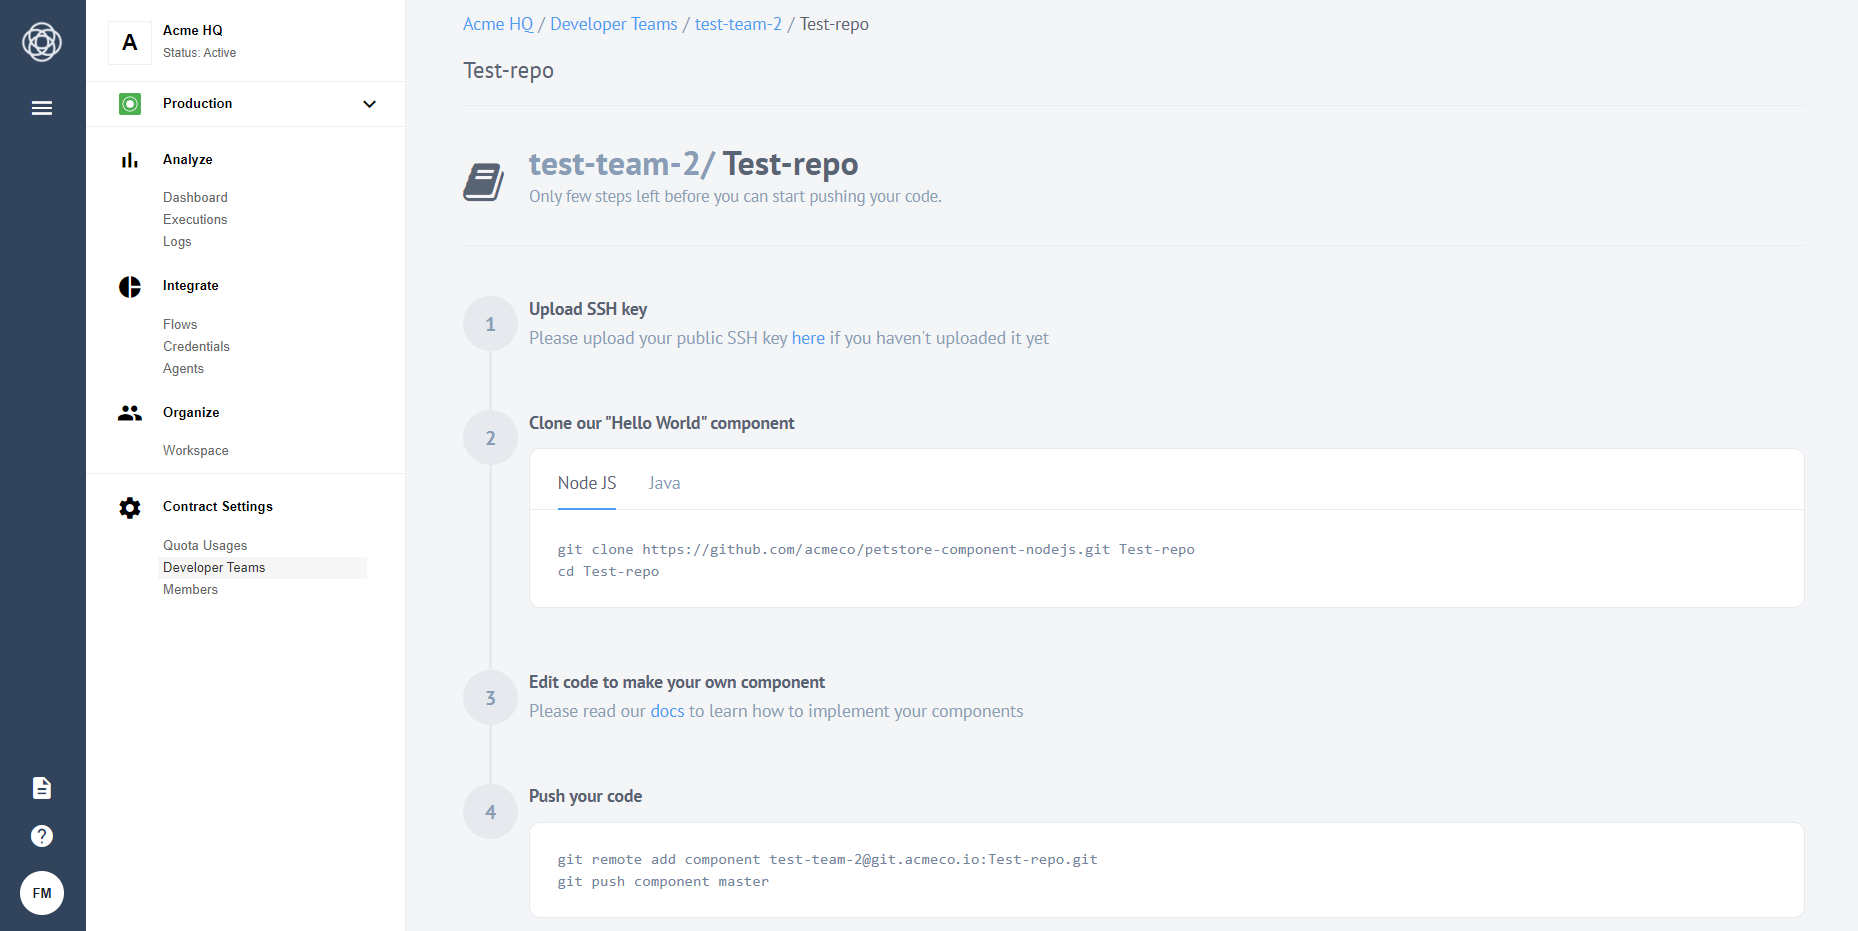 A
Acme HQ
Status: Active
Production
Analyze
Dashboard
Executions
Logs
Integrate
Flows
Credentials
Agents
Organize
Workspace
Contract Settings
Quota Usages
Developer Teams
Members
?
FM
Acme HQ / Developer Teams / test-team-2 / Test-repo
Test-repo
test-team-2/ Test-repo
Only few steps left before you can start pushing your code.
1
Upload SSH key
Please upload your public SSH key here if you haven't uploaded it yet
2
Clone our "Hello World" component
Node JS Java
git clone https://github.com/acmeco/petstore-component-nodejs.git Test-repo
cd Test-repo
3
Edit code to make your own component
Please read our docs to learn how to implement your components
4
Push your code
git remote add component test-team-2@git.acmeco.io:Test-repo.git
git push component master